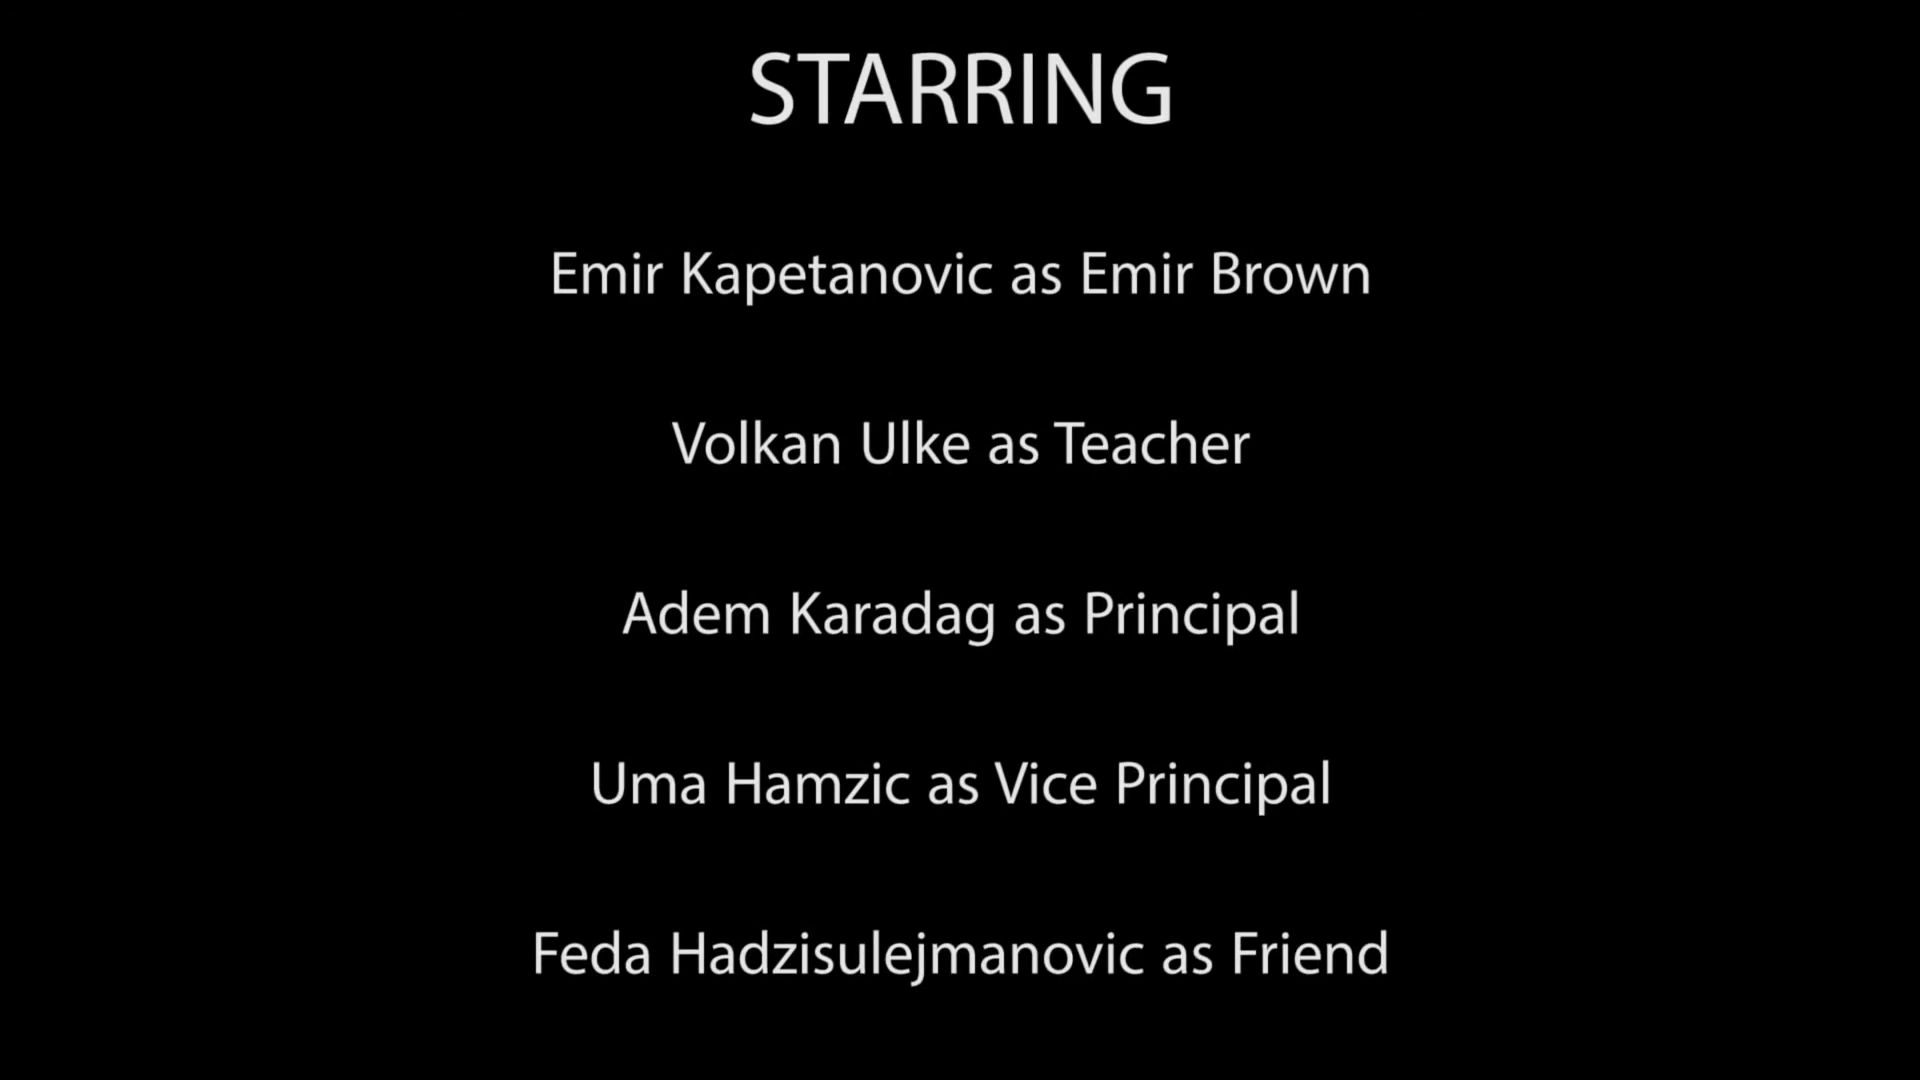 STARRING
Emir Kapetanovic as Emir Brown
Volkan Ulke as Teacher
Adem Karadag as Principal
Uma Hamzic as Vice Principal
Feda Hadzisulejmanovic as Friend